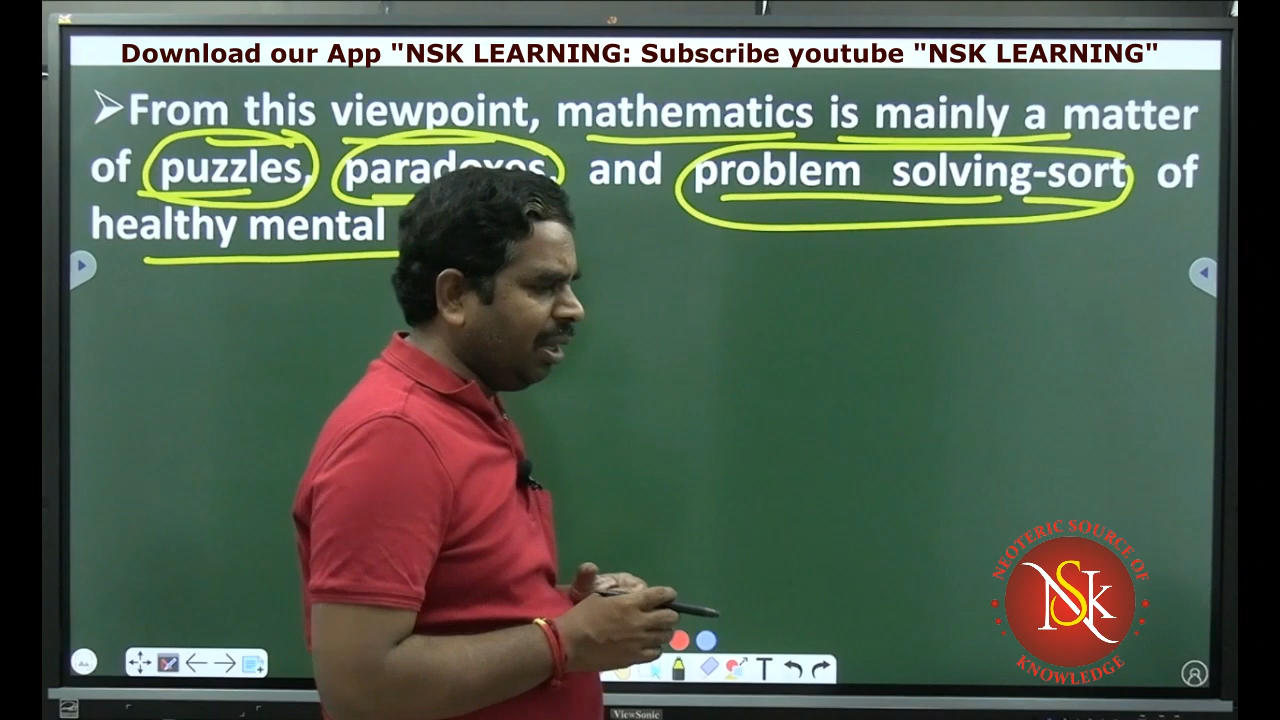 Download our App "NSK LEARNING: Subscribe youtube "NSK LEARNING"
➢From this viewpoint, mathematics is mainly a matter
of puzzles, paradoxes, and problem solving-sort of
healthy mental
NEOTERIC SOURCE OF
NSK
KNOWLEDGE
T
ViewSonic